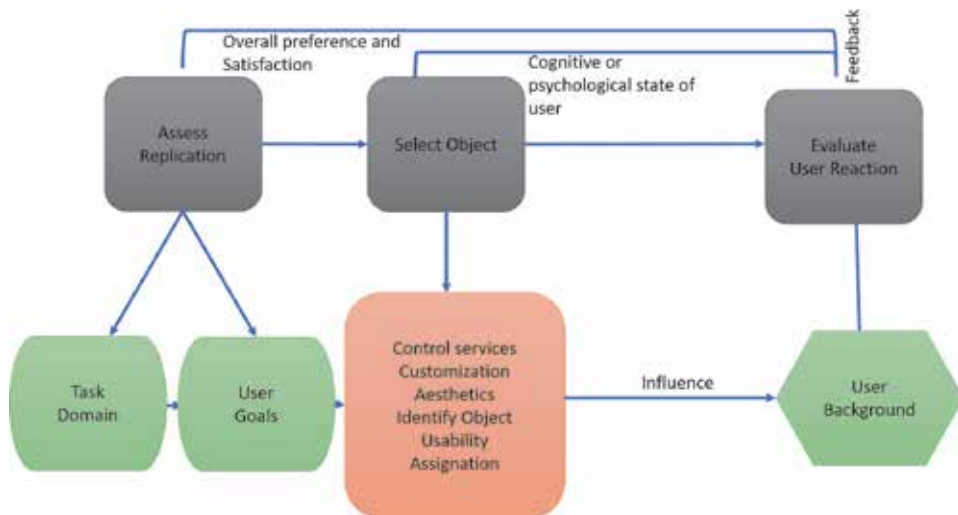 Overall preference and
Satisfaction
Cognitive or
psychological state of
user
Feedback
Assess
Replication
Select Object
Evaluate
User Reaction
Control services
Customization
Aesthetics
Identify Object
Usability
Assignation
Task
Domain
User
Goals
Influence
User
Background